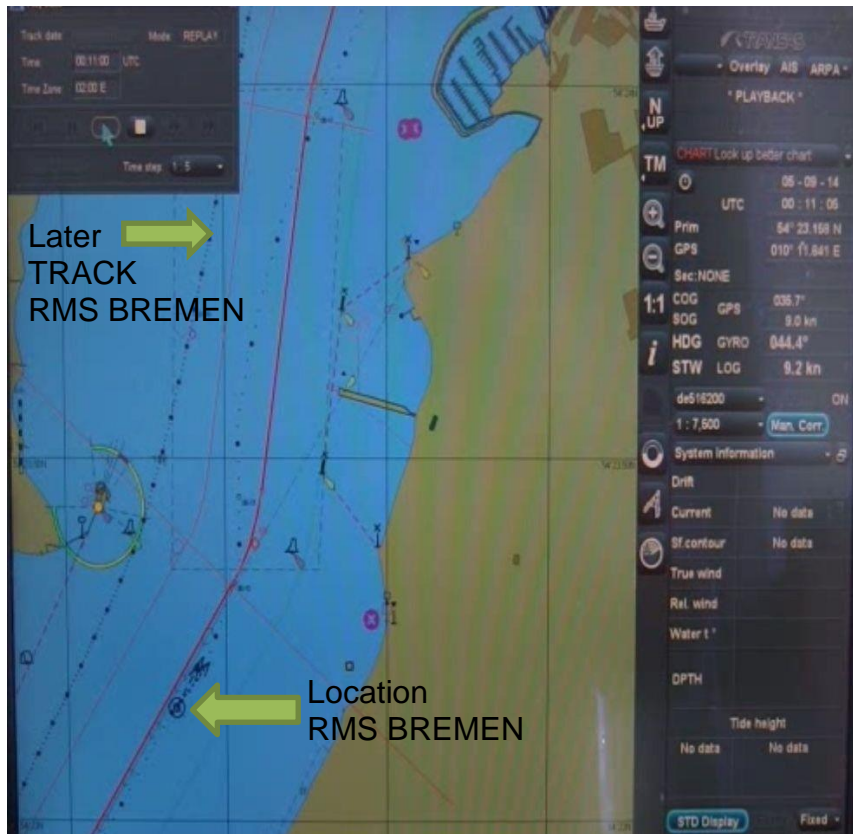 Track date
Mode REPLAY
Time: 00:11:00 UTC
Time Zone: 02:00 E
Time step: 1 : 5
Later
TRACK
RMS BREMEN
Location
RMS BREMEN
N
UP
TM
1:1
i
Overlay AIS ARPA
* PLAYBACK *
CHART Look up better chart
05 - 09 - 14
UTC 00 : 11 : 05
Prim 54° 23.158 N
GPS 010° 11.841 E
Sec:NONE
COG GPS 035.7°
SOG 9.0 kn
HDG GYRO 044.4°
STW LOG 9.2 kn
de516200 ON
1 : 7,500 Man. Corr.
System information
Drift
Current No data
Sf.contour No data
True wind
Rel. wind
Water t °
DPTH
Tide height
No data No data
STD Display Fixed